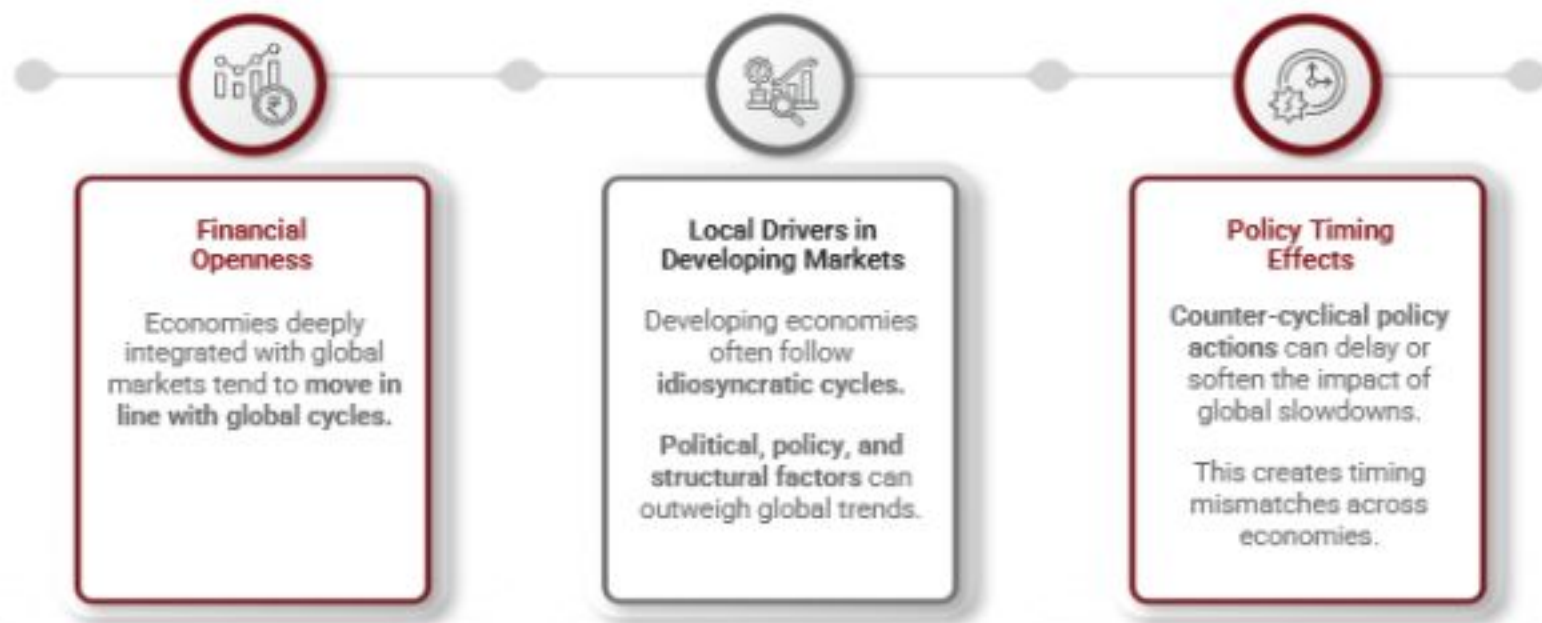 Financial
Openness
Economies deeply
integrated with global
markets tend to move in
line with global cycles.
Local Drivers in
Developing Markets
Developing economies
often follow
idiosyncratic cycles.
Political, policy, and
structural factors can
outweigh global trends.
Policy Timing
Effects
Counter-cyclical policy
actions can delay or
soften the impact of
global slowdowns.
This creates timing
mismatches across
economies.